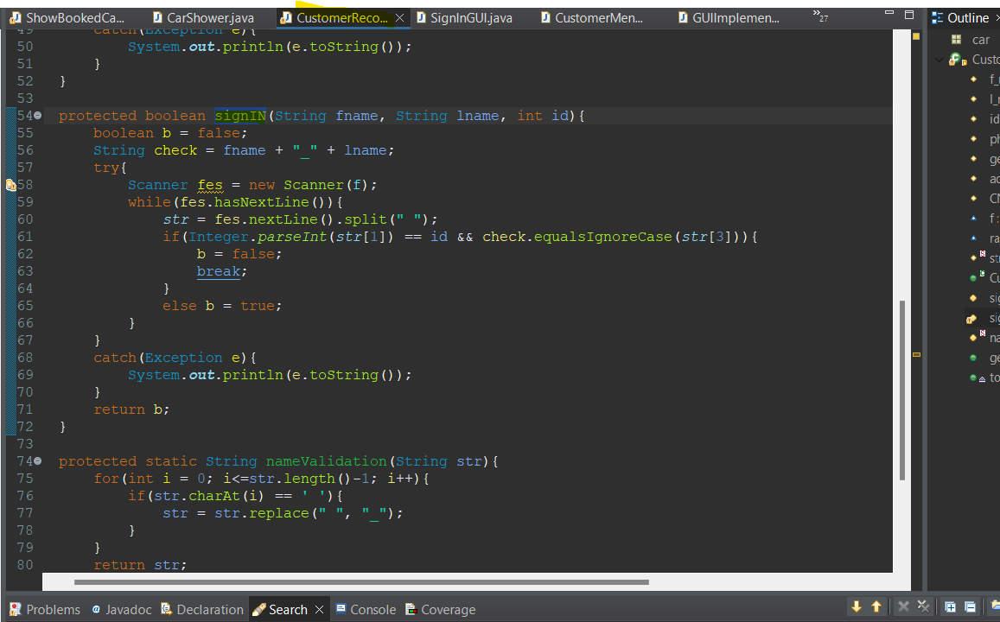 ShowBookedCa... CarShower.java CustomerReco... SignInGUI.java CustomerMen... GUIImplemen... »27 Outline
49 catch(Exception e){
50 System.out.println(e.toString());
51 }
52 }
53
54 protected boolean signIN(String fname, String lname, int id){
55 boolean b = false;
56 String check = fname + "_" + lname;
57 try{
58 Scanner fes = new Scanner(f);
59 while(fes.hasNextLine()){
60 str = fes.nextLine().split(" ");
61 if(Integer.parseInt(str[1]) == id && check.equalsIgnoreCase(str[3])){
62 b = false;
63 break;
64 }
65 else b = true;
66 }
67 }
68 catch(Exception e){
69 System.out.println(e.toString());
70 }
71 return b;
72 }
73
74 protected static String nameValidation(String str){
75 for(int i = 0; i<=str.length()-1; i++){
76 if(str.charAt(i) == ' '){
77 str = str.replace(" ", "_");
78 }
79 }
80 return str;
car
Custo
f_
l_
id
ph
ge
ad
CN
f :
ra
st
Cu
sig
sig
na
ge
to
Problems Javadoc Declaration Search Console Coverage